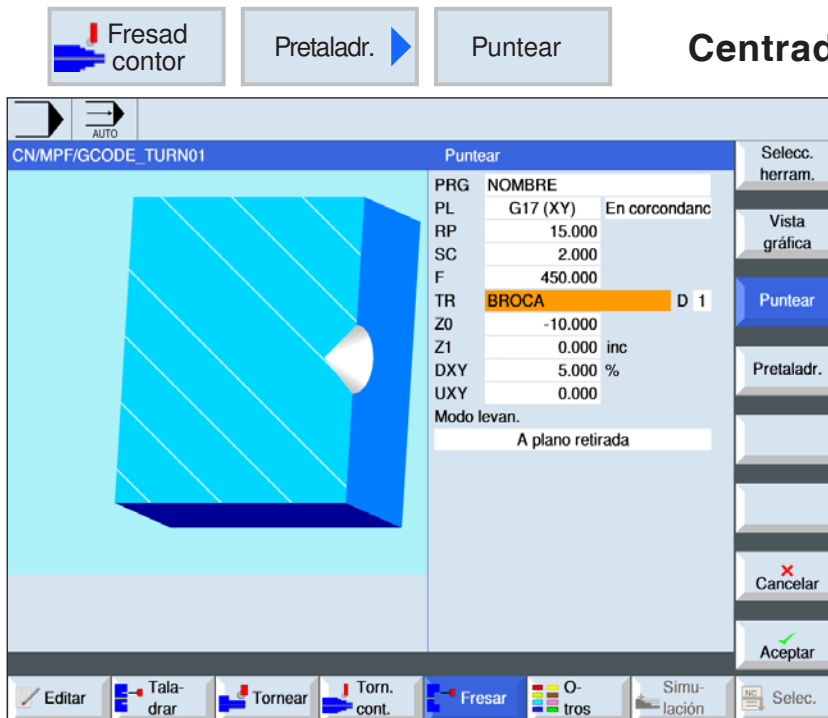 Fresad
contor
Pretaladr.
Puntear
Centrad
AUTO
CN/MPF/GCODE_TURN01
Puntear
PRG NOMBRE
PL G17 (XY) En corcondanc
RP 15.000
SC 2.000
F 450.000
TR BROCA D 1
Z0 -10.000
Z1 0.000 inc
DXY 5.000 %
UXY 0.000
Modo levan.
A plano retirada
Selecc.
herram.
Vista
gráfica
Puntear
Pretaladr.
Cancelar
Aceptar
Editar
Tala-
drar
Tornear
Torn.
cont.
Fresar
O-
tros
Simu-
lación
NC
Selec.